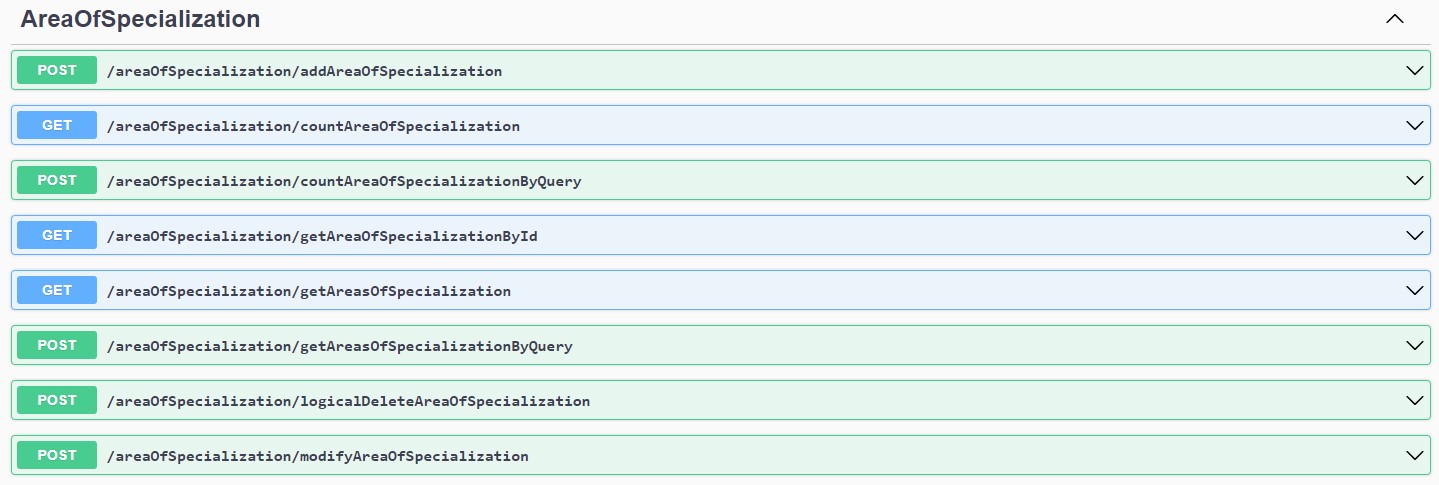 AreaOfSpecialization
POST /areaOfSpecialization/addAreaOfSpecialization
GET /areaOfSpecialization/countAreaOfSpecialization
POST /areaOfSpecialization/countAreaOfSpecializationByQuery
GET /areaOfSpecialization/getAreaOfSpecializationById
GET /areaOfSpecialization/getAreasOfSpecialization
POST /areaOfSpecialization/getAreasOfSpecializationByQuery
POST /areaOfSpecialization/logicalDeleteAreaOfSpecialization
POST /areaOfSpecialization/modifyAreaOfSpecialization